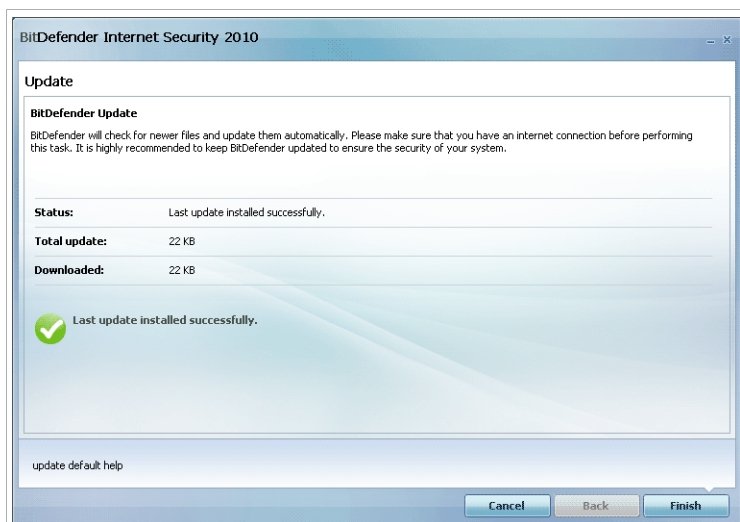 BitDefender Internet Security 2010
Update
BitDefender Update
BitDefender will check for newer files and update them automatically. Please make sure that you have an internet connection before performing
this task. It is highly recommended to keep BitDefender updated to ensure the security of your system.
Status: Last update installed successfully.
Total update: 22 KB
Downloaded: 22 KB
Last update installed successfully.
update default help
Cancel Back Finish